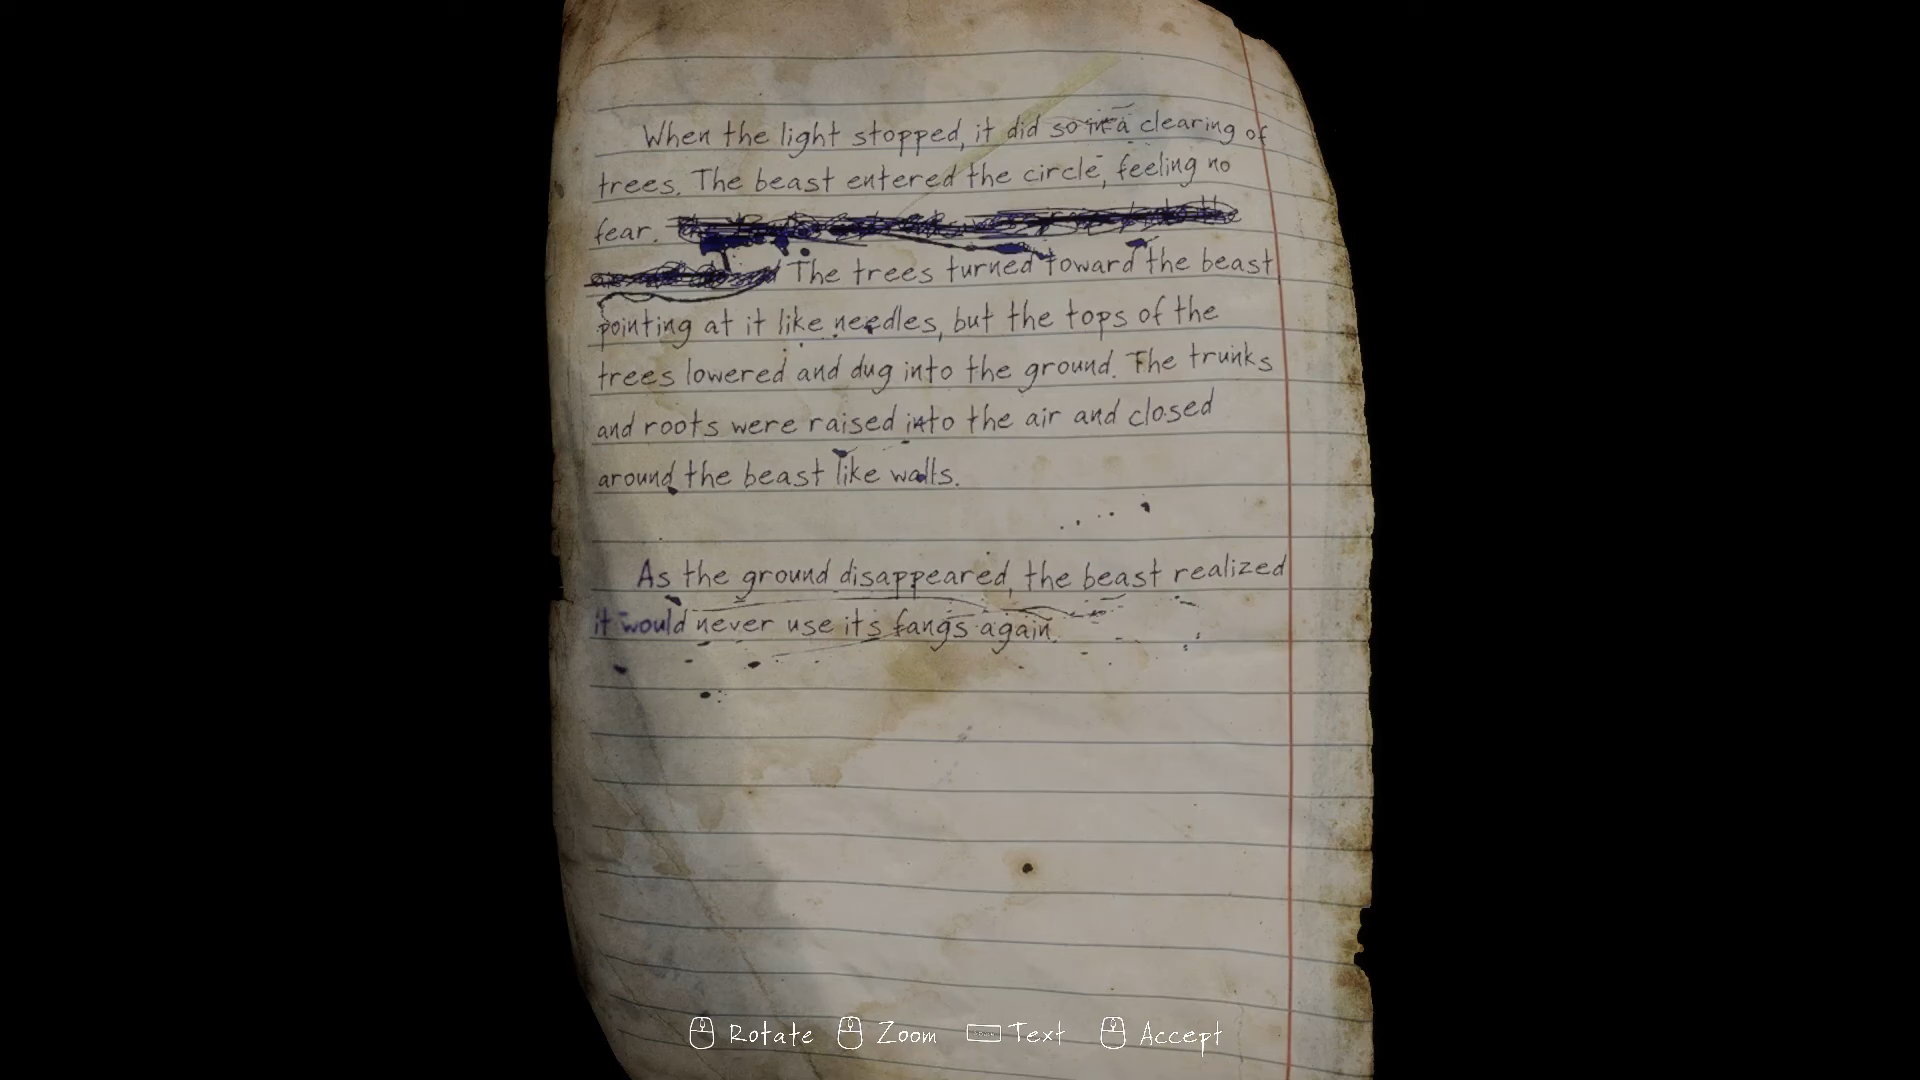 When the light stopped, it did so in a clearing of
trees. The beast entered the circle, feeling no
fear.
The trees turned toward the beast
pointing at it like needles, but the tops of the
trees lowered and dug into the ground. The trunks
and roots were raised into the air and closed
around the beast like walls.
As the ground disappeared, the beast realized
it would never use its fangs again.
Rotate Zoom Text Accept